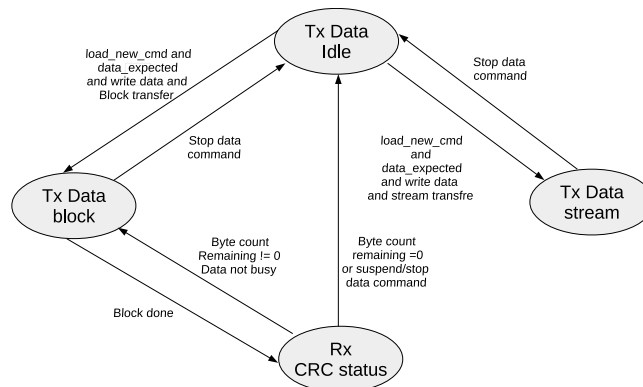 Tx Data
Idle
load_new_cmd and
data_expected
and write data and
Block transfer
Stop data
command
Stop data
command
load_new_cmd
and
data_expected
and write data
and stream transfre
Tx Data
block
Tx Data
stream
Byte count
Remaining != 0
Data not busy
Byte count
remaining =0
or suspend/stop
data command
Block done
Rx
CRC status